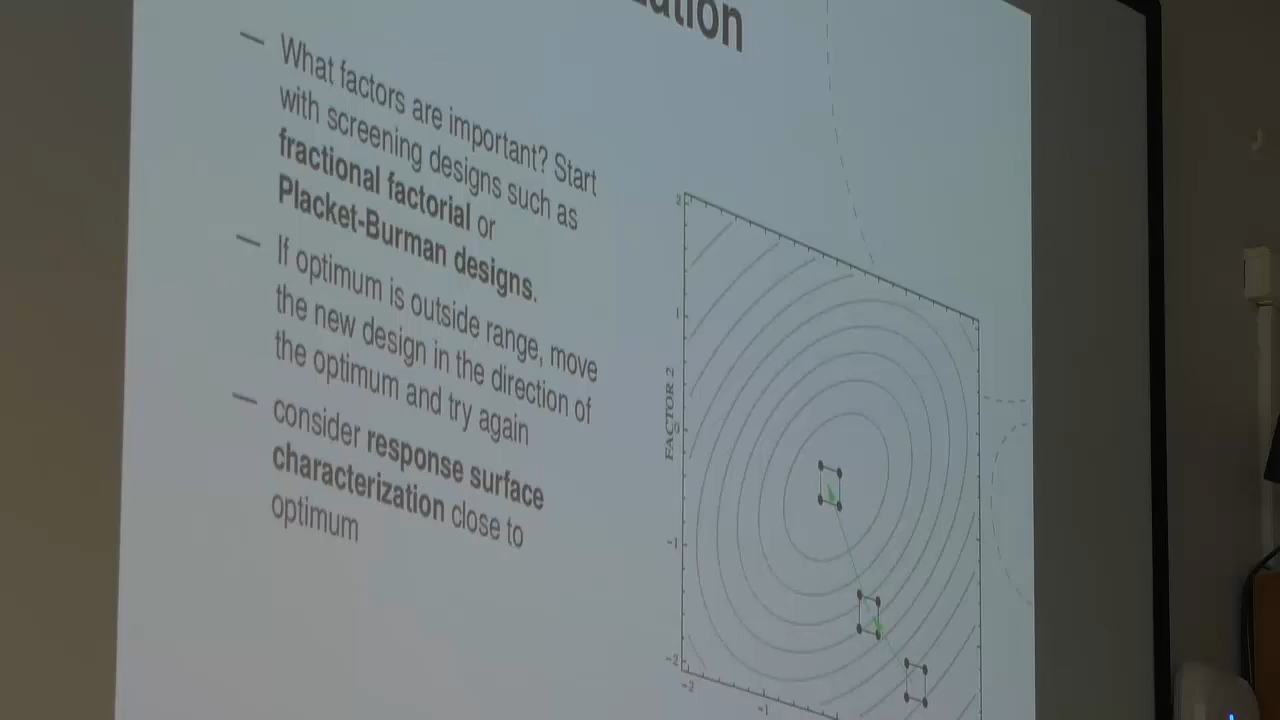 — What factors are important? Start
with screening designs such as
fractional factorial or
Placket-Burman designs.
— If optimum is outside range, move
the new design in the direction of
the optimum and try again
— consider response surface
characterization close to
optimum
2
1
FACTOR 2
0
-1
-2
-2
-1